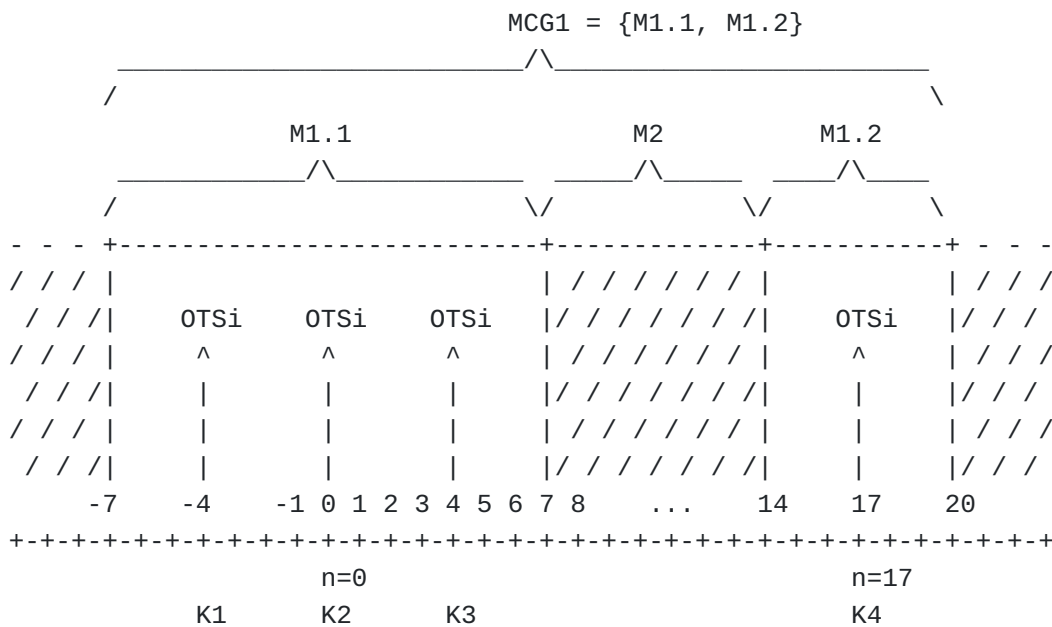 MCG1 = {M1.1, M1.2}
M1.1 M2 M1.2
OTSi OTSi OTSi OTSi
-7 -4 -1 0 1 2 3 4 5 6 7 8 ... 14 17 20
n=0 n=17
K1 K2 K3 K4